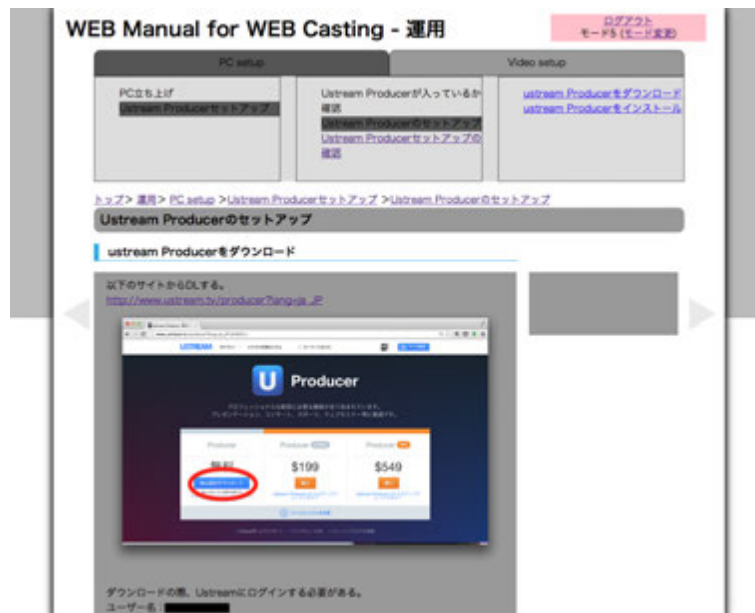 WEB Manual for WEB Casting - 運用
ログアウト
モード5 (モード変更)
PC setup
Video setup
PC立ち上げ
Ustream Producerセットアップ
Ustream Producerが入っているか
確認
Ustream Producerのセットアップ
Ustream Producerセットアップの
確認
ustream Producerをダウンロード
ustream Producerをインストール
トップ> 運用> PC setup >Ustream Producerセットアップ >Ustream Producerのセットアップ
Ustream Producerのセットアップ
ustream Producerをダウンロード
以下のサイトからDLする。
http://www.ustream.tv/producer?lang=ja_JP
USTREAM
U Producer
Producer
Producer
Producer
無料
$199
$549
ダウンロードの際、Ustreamにログインする必要がある。
ユーザー名：